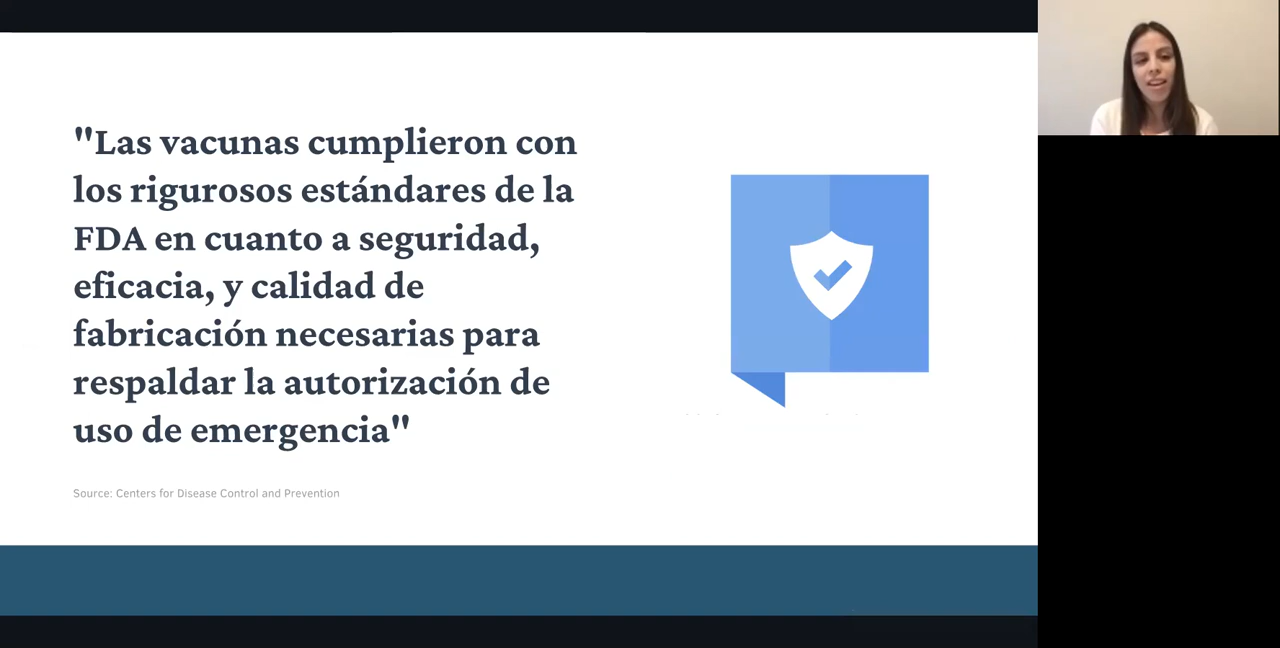 "Las vacunas cumplieron con
los rigurosos estándares de la
FDA en cuanto a seguridad,
eficacia, y calidad de
fabricación necesarias para
respaldar la autorización de
uso de emergencia"
Source: Centers for Disease Control and Prevention